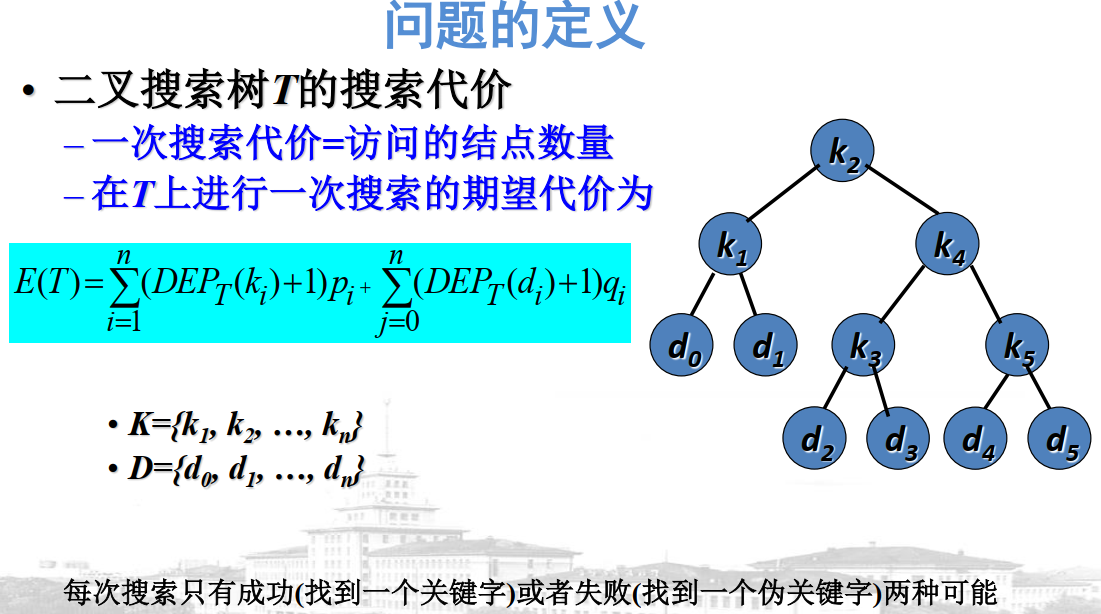 问题的定义
• 二叉搜索树T的搜索代价
– 一次搜索代价=访问的结点数量
– 在T上进行一次搜索的期望代价为
E(T)=∑_{i=1}^{n}(DEP_T(k_i)+1)p_i + ∑_{j=0}^{n}(DEP_T(d_i)+1)q_i
• K={k_1, k_2, …, k_n}
• D={d_0, d_1, …, d_n}
k_2
k_1 k_4
d_0 d_1 k_3 k_5
d_2 d_3 d_4 d_5
每次搜索只有成功(找到一个关键字)或者失败(找到一个伪关键字)两种可能